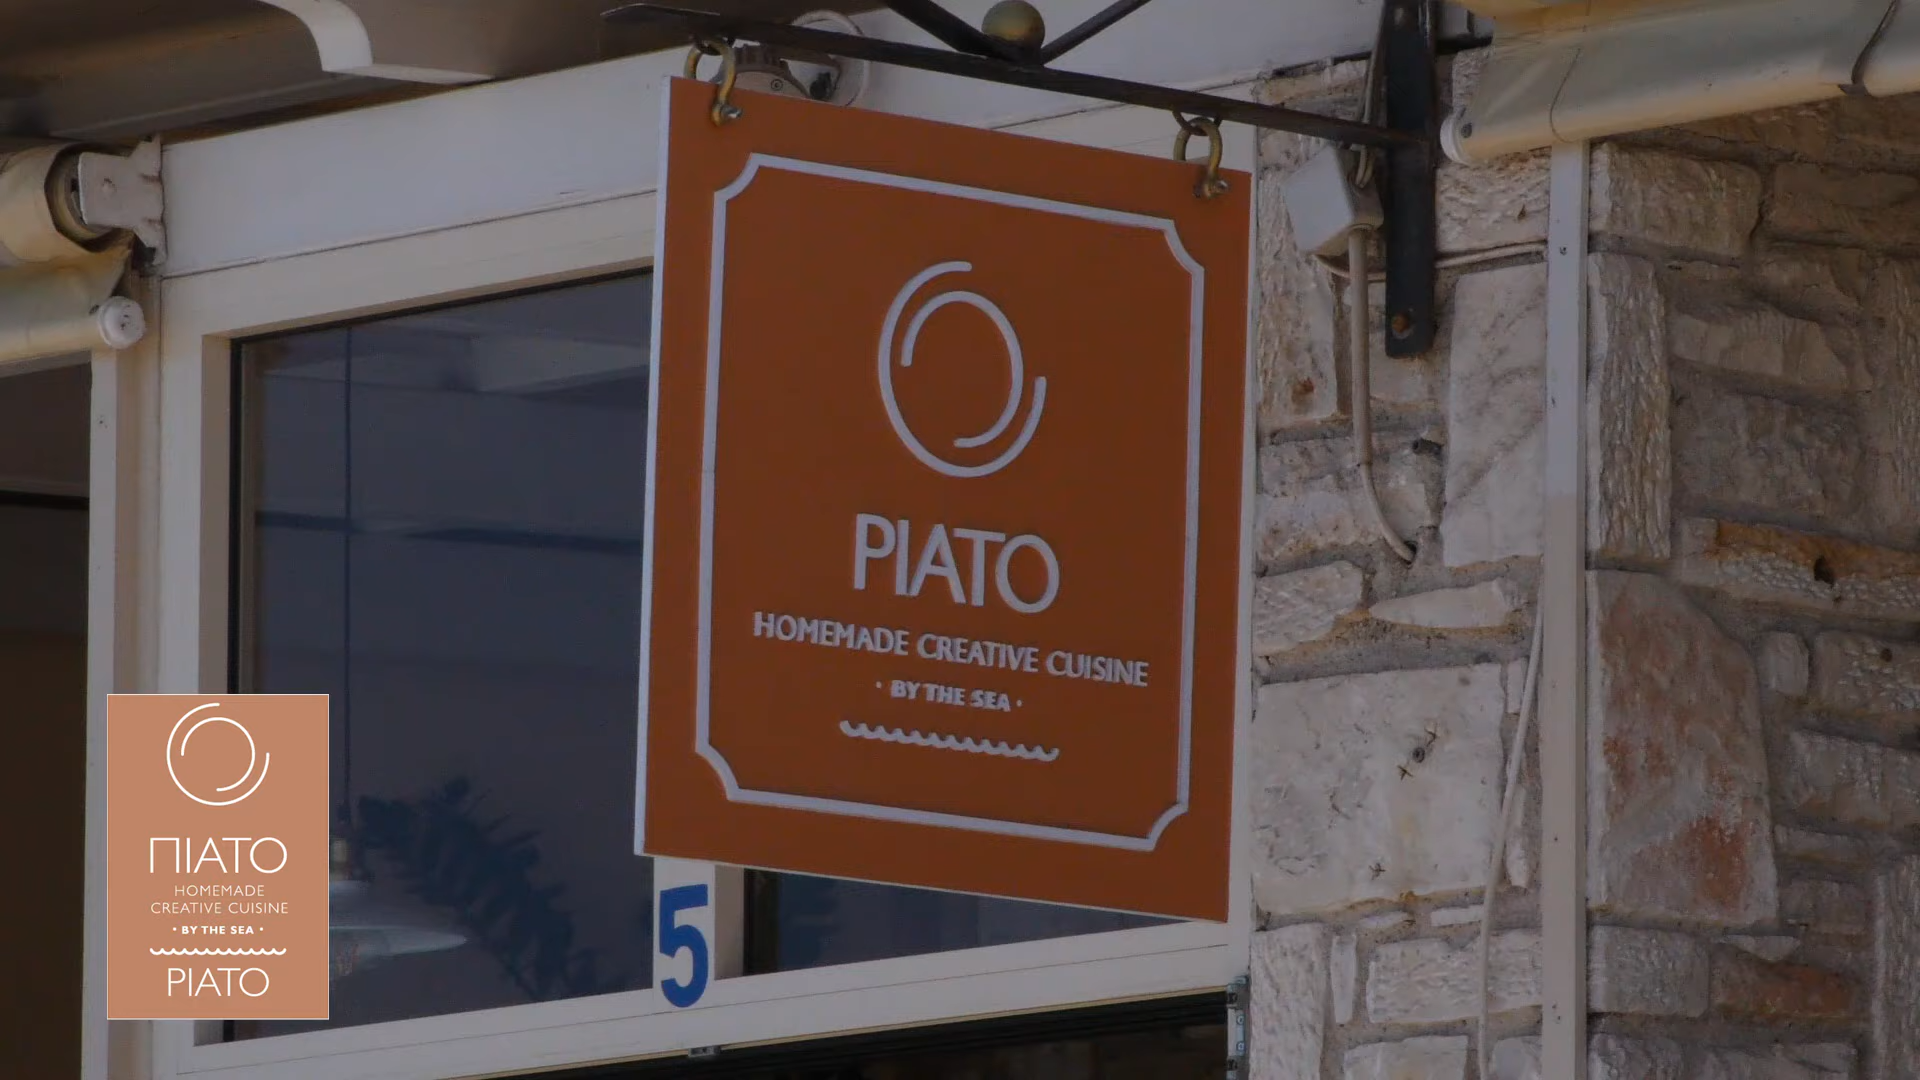 PIATO
HOMEMADE CREATIVE CUISINE
• BY THE SEA •
5
ΠΙΑΤΟ
HOMEMADE
CREATIVE CUISINE
• BY THE SEA •
PIATO